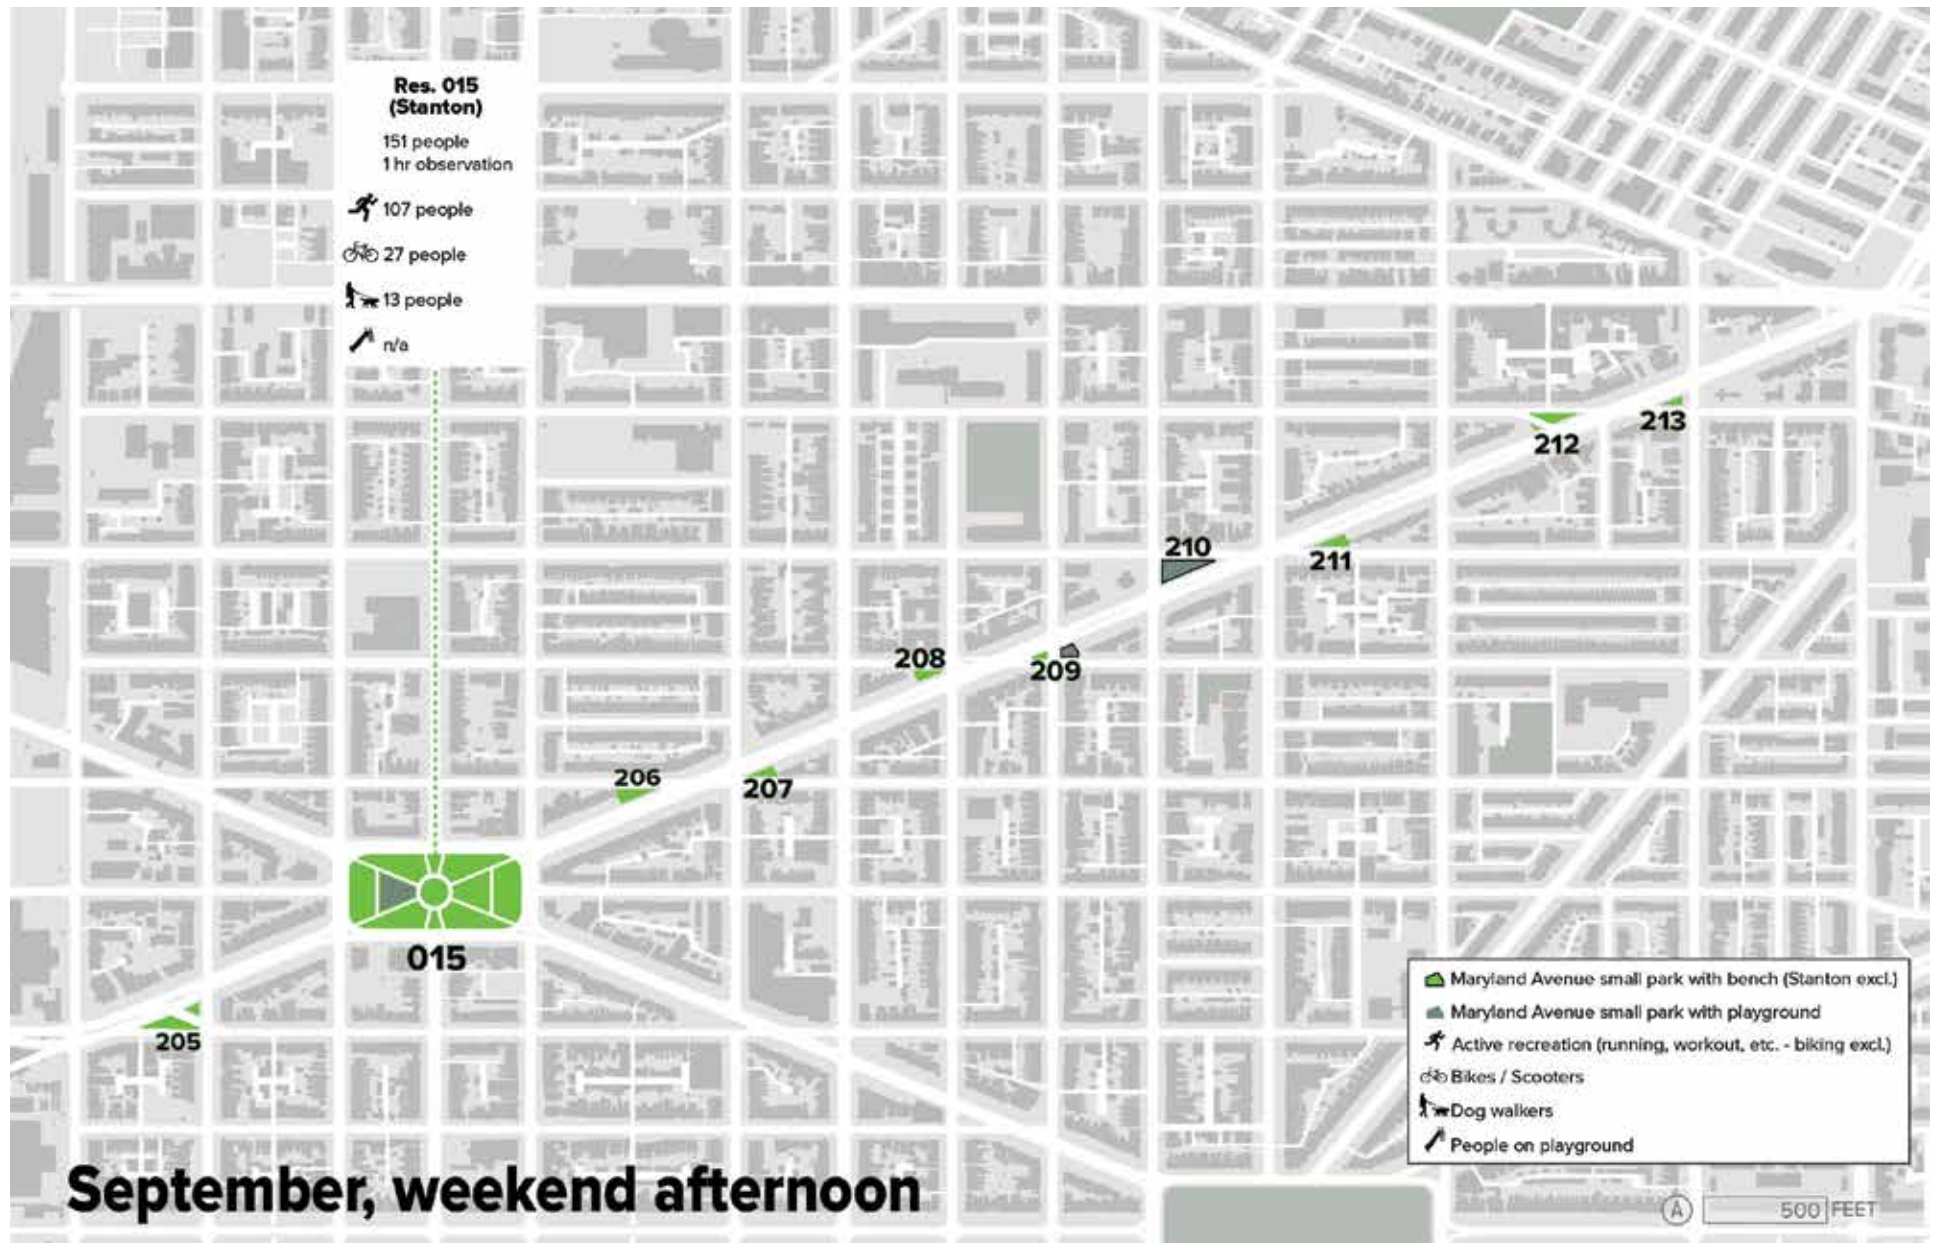 Res. 015
(Stanton)
151 people
1 hr observation
107 people
27 people
13 people
n/a
213
212
210
211
208
209
206
207
015
205
Maryland Avenue small park with bench (Stanton excl.)
Maryland Avenue small park with playground
Active recreation (running, workout, etc. - biking excl.)
Bikes / Scooters
Dog walkers
People on playground
September, weekend afternoon
A
500 FEET